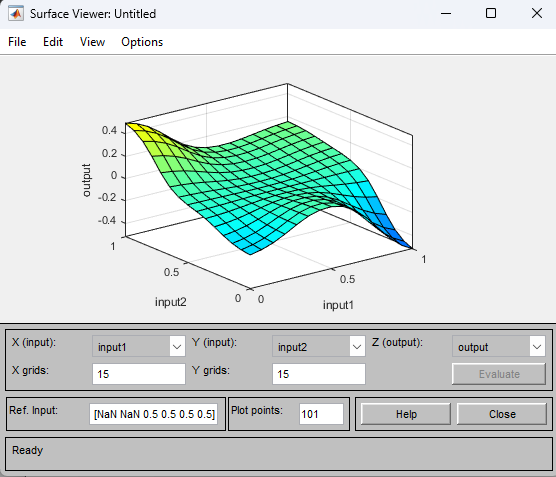 Surface Viewer: Untitled
File Edit View Options
0.4
0.2
0
-0.2
-0.4
output
1
0.5
0
input2
0
0.5
1
input1
X (input): input1 Y (input): input2 Z (output): output
X grids: 15 Y grids: 15 Evaluate
Ref. Input: [NaN NaN 0.5 0.5 0.5 0.5] Plot points: 101 Help Close
Ready